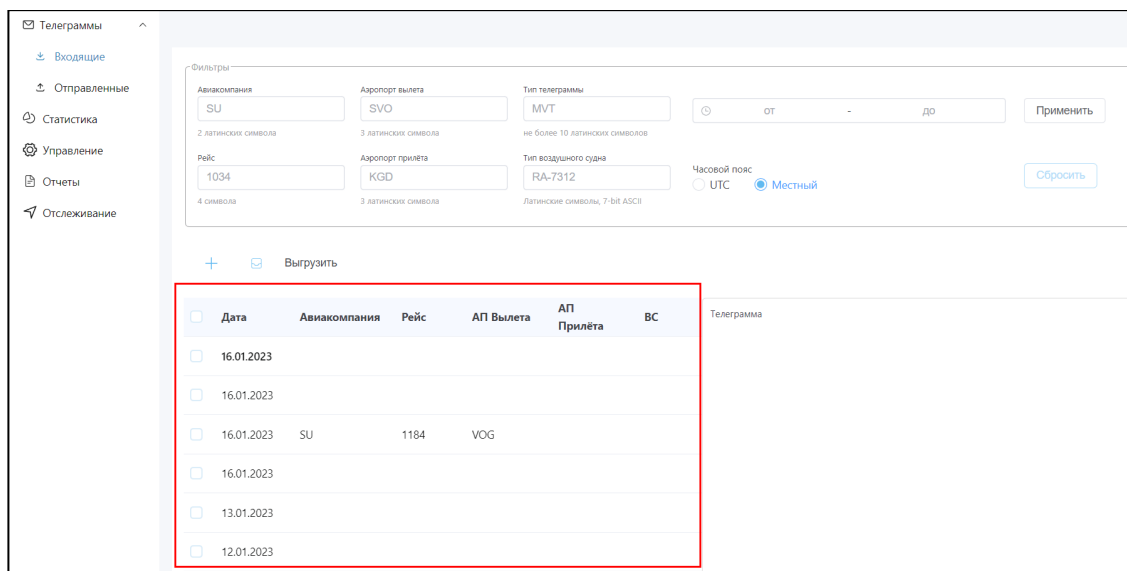 Телеграммы
Входящие
Отправленные
Статистика
Управление
Отчеты
Отслеживание
Фильтры
Авиакомпания Аэропорт вылета Тип телеграммы
SU SVO MVT от - до Применить
2 латинских символа 3 латинских символа не более 10 латинских символов
Рейс Аэропорт прилёта Тип воздушного судна Часовой пояс
1034 KGD RA-7312 UTC Местный Сбросить
4 символа 3 латинских символа Латинские символы, 7-bit ASCII
Выгрузить
Дата Авиакомпания Рейс АП Вылета АП Прилёта ВС Телеграмма
16.01.2023
16.01.2023
16.01.2023 SU 1184 VOG
16.01.2023
13.01.2023
12.01.2023